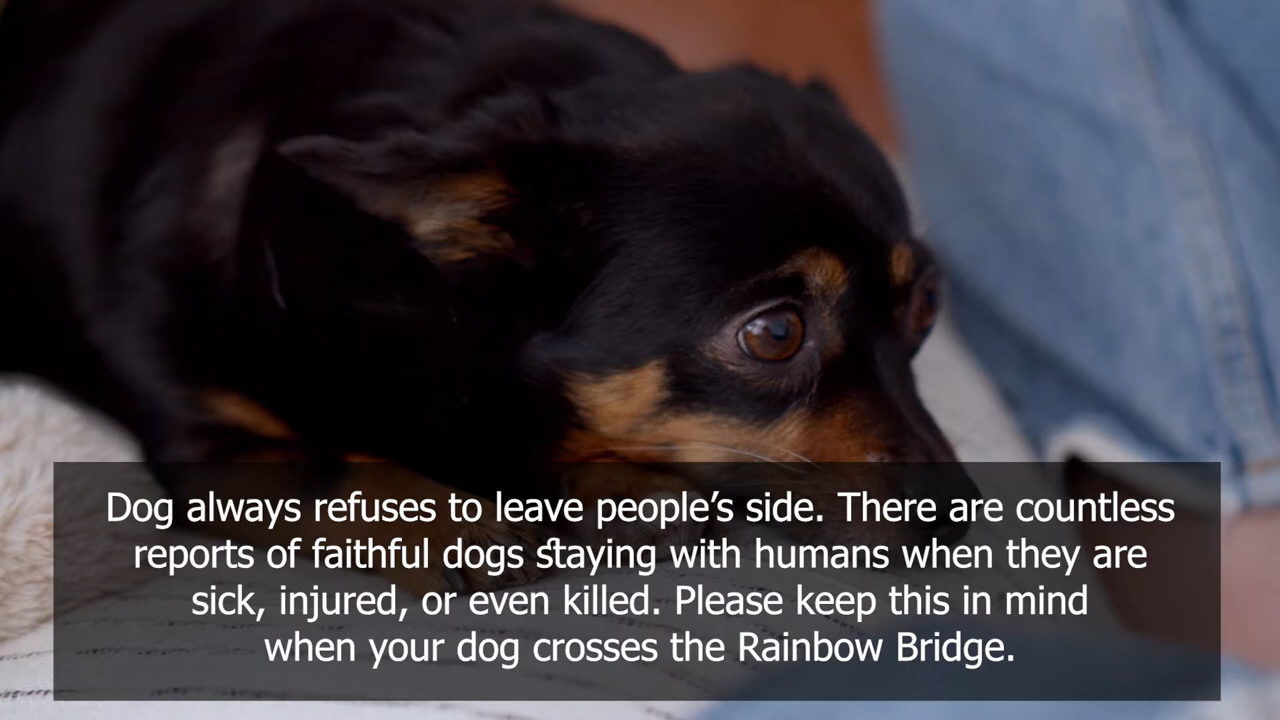 Dog always refuses to leave people’s side. There are countless
reports of faithful dogs staying with humans when they are
sick, injured, or even killed. Please keep this in mind
when your dog crosses the Rainbow Bridge.